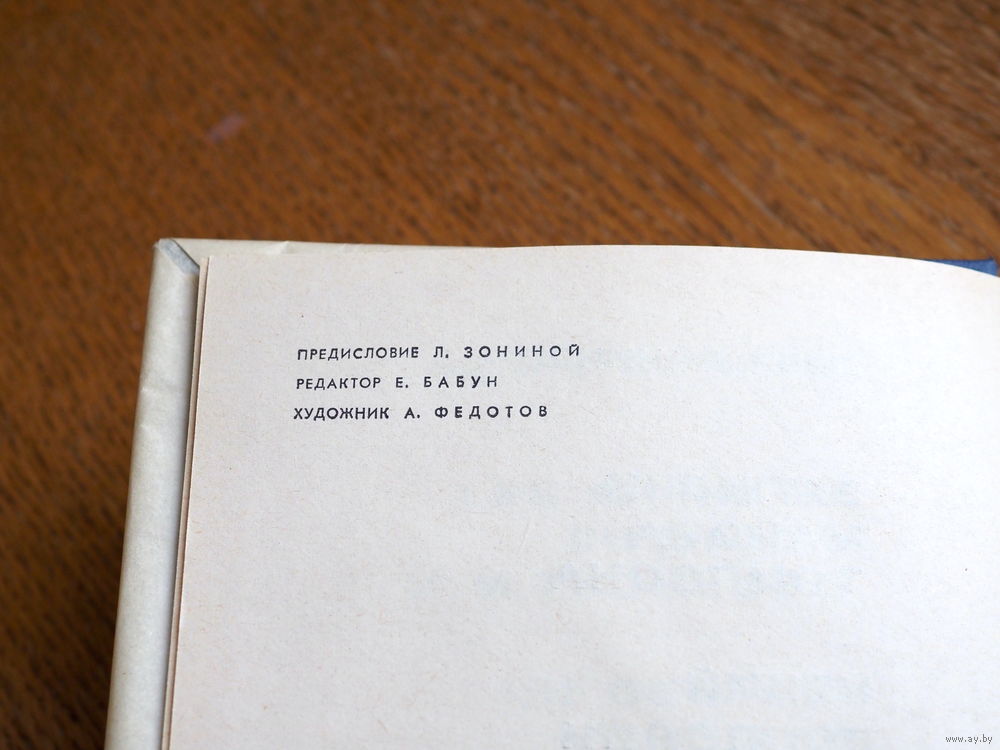 ПРЕДИСЛОВИЕ Л. ЗОНИНОЙ
РЕДАКТОР Е. БАБУН
ХУДОЖНИК А. ФЕДОТОВ
www.ay.by